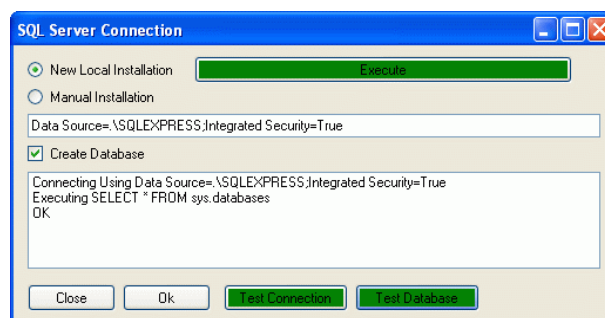 SQL Server Connection
New Local Installation
Execute
Manual Installation
Data Source=.\SQLEXPRESS;Integrated Security=True
Create Database
Connecting Using Data Source=.\SQLEXPRESS;Integrated Security=True
Executing SELECT * FROM sys.databases
OK
Close
Ok
Test Connection
Test Database